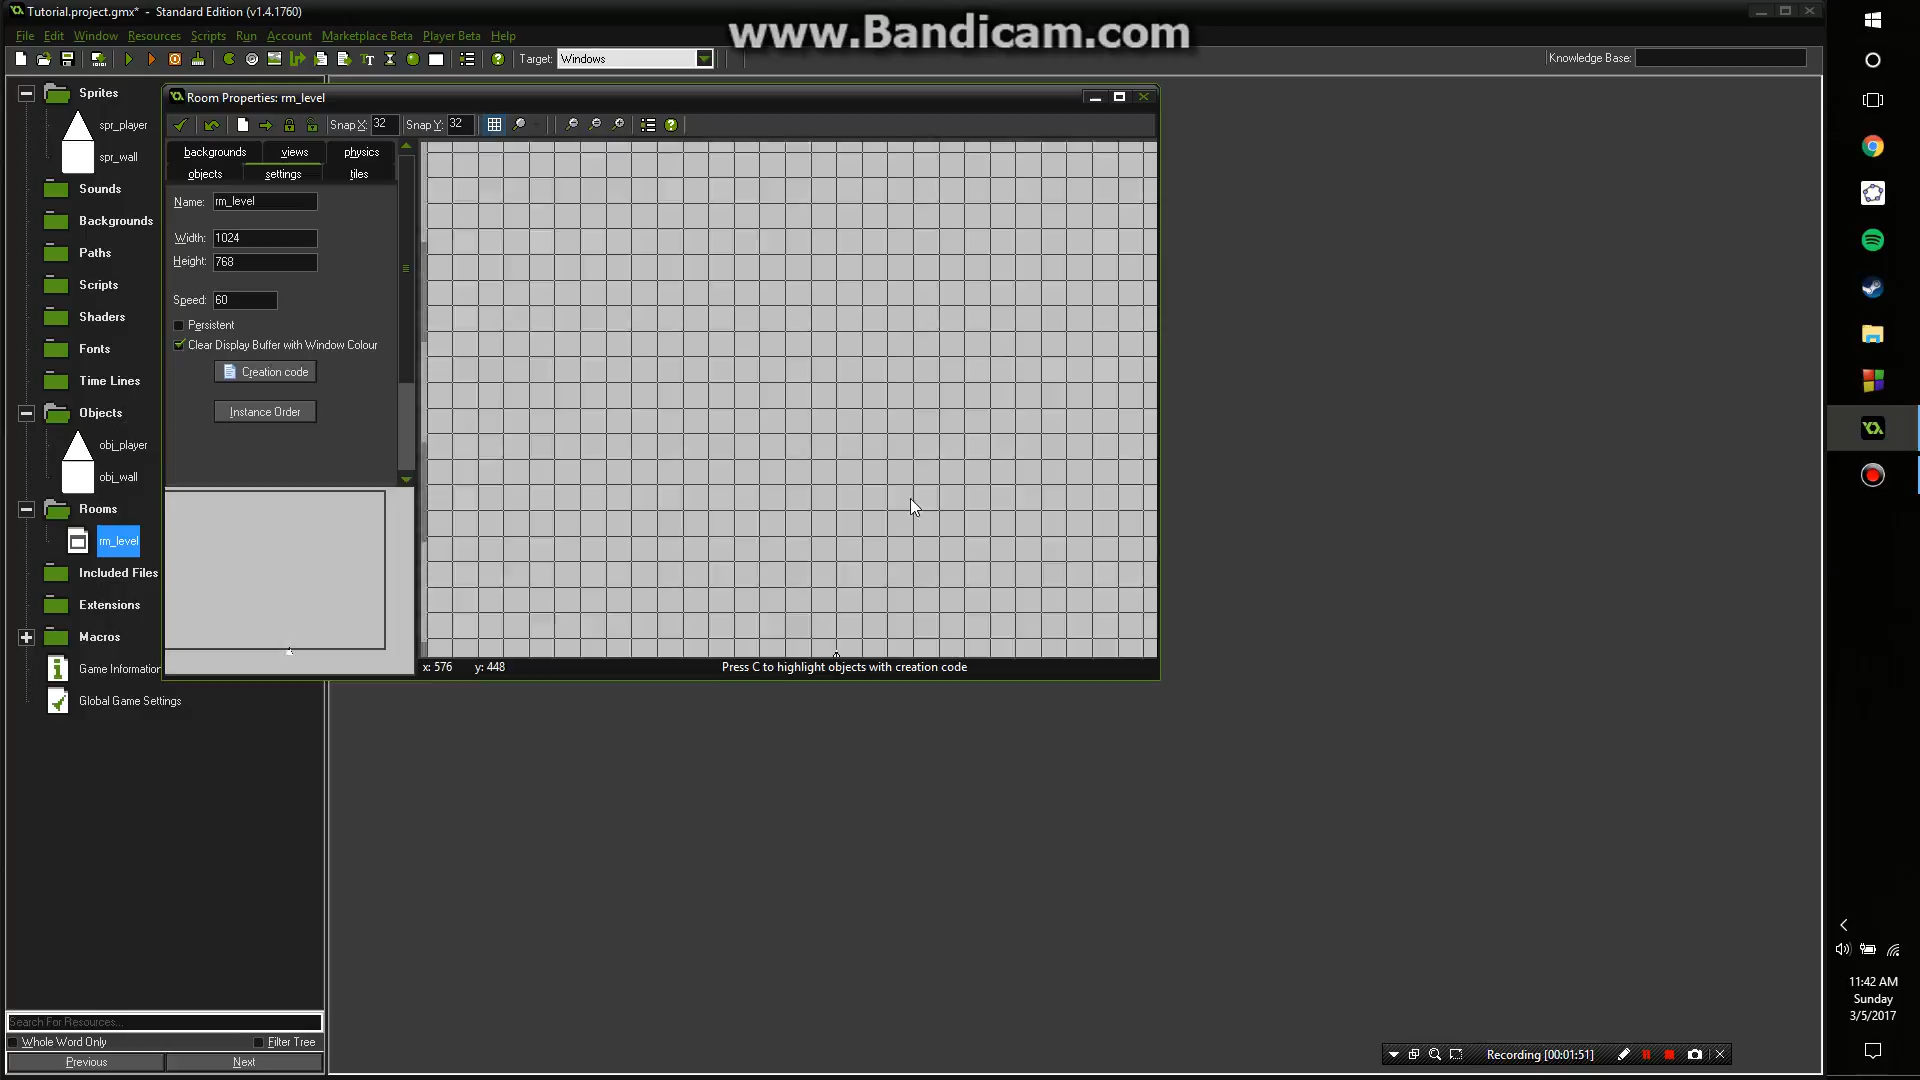 Tutorial.project.gmx* - Standard Edition (v1.4.1760)
www.Bandicam.com
File Edit Window Resources Scripts Run Account Marketplace Beta Player Beta Help
Target: Windows
Knowledge Base:
Sprites
spr_player
spr_wall
Sounds
Backgrounds
Paths
Scripts
Shaders
Fonts
Time Lines
Objects
obj_player
obj_wall
Rooms
rm_level
Included Files
Extensions
Macros
Game Information
Global Game Settings
Search For Resources...
Whole Word Only Filter Tree
Previous Next
Room Properties: rm_level
Snap X: 32 Snap Y: 32
backgrounds views physics
objects settings tiles
Name: rm_level
Width: 1024
Height: 768
Speed: 60
Persistent
Clear Display Buffer with Window Colour
Creation code
Instance Order
x: 576 y: 448 Press C to highlight objects with creation code
11:42 AM
Sunday
3/5/2017
Recording [00:01:51]